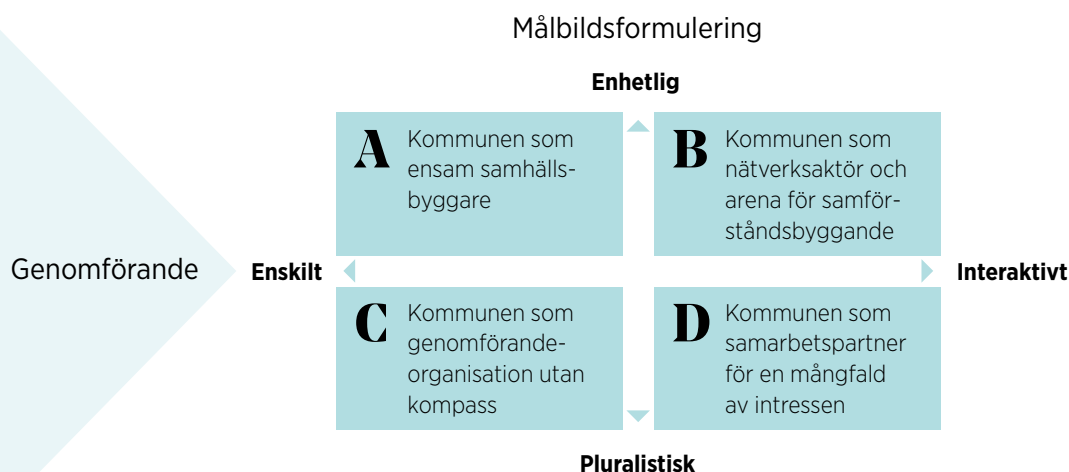 Målbildsformulering
Enhetlig
A
Kommunen som
ensam samhälls-
byggare
B
Kommunen som
nätverksaktör och
arena för samför-
ståndsbyggande
Genomförande
Enskilt
Interaktivt
C
Kommunen som
genomförande-
organisation utan
kompass
D
Kommunen som
samarbetspartner
för en mångfald
av intressen
Pluralistisk